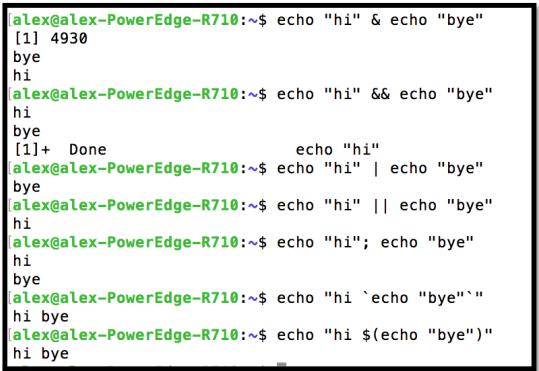 [alex@alex-PowerEdge-R710:~$ echo "hi" & echo "bye"
[1] 4930
bye
hi
[alex@alex-PowerEdge-R710:~$ echo "hi" && echo "bye"
hi
bye
[1]+  Done                    echo "hi"
[alex@alex-PowerEdge-R710:~$ echo "hi" | echo "bye"
bye
[alex@alex-PowerEdge-R710:~$ echo "hi" || echo "bye"
hi
[alex@alex-PowerEdge-R710:~$ echo "hi"; echo "bye"
hi
bye
[alex@alex-PowerEdge-R710:~$ echo "hi `echo "bye"`"
hi bye
[alex@alex-PowerEdge-R710:~$ echo "hi $(echo "bye")"
hi bye